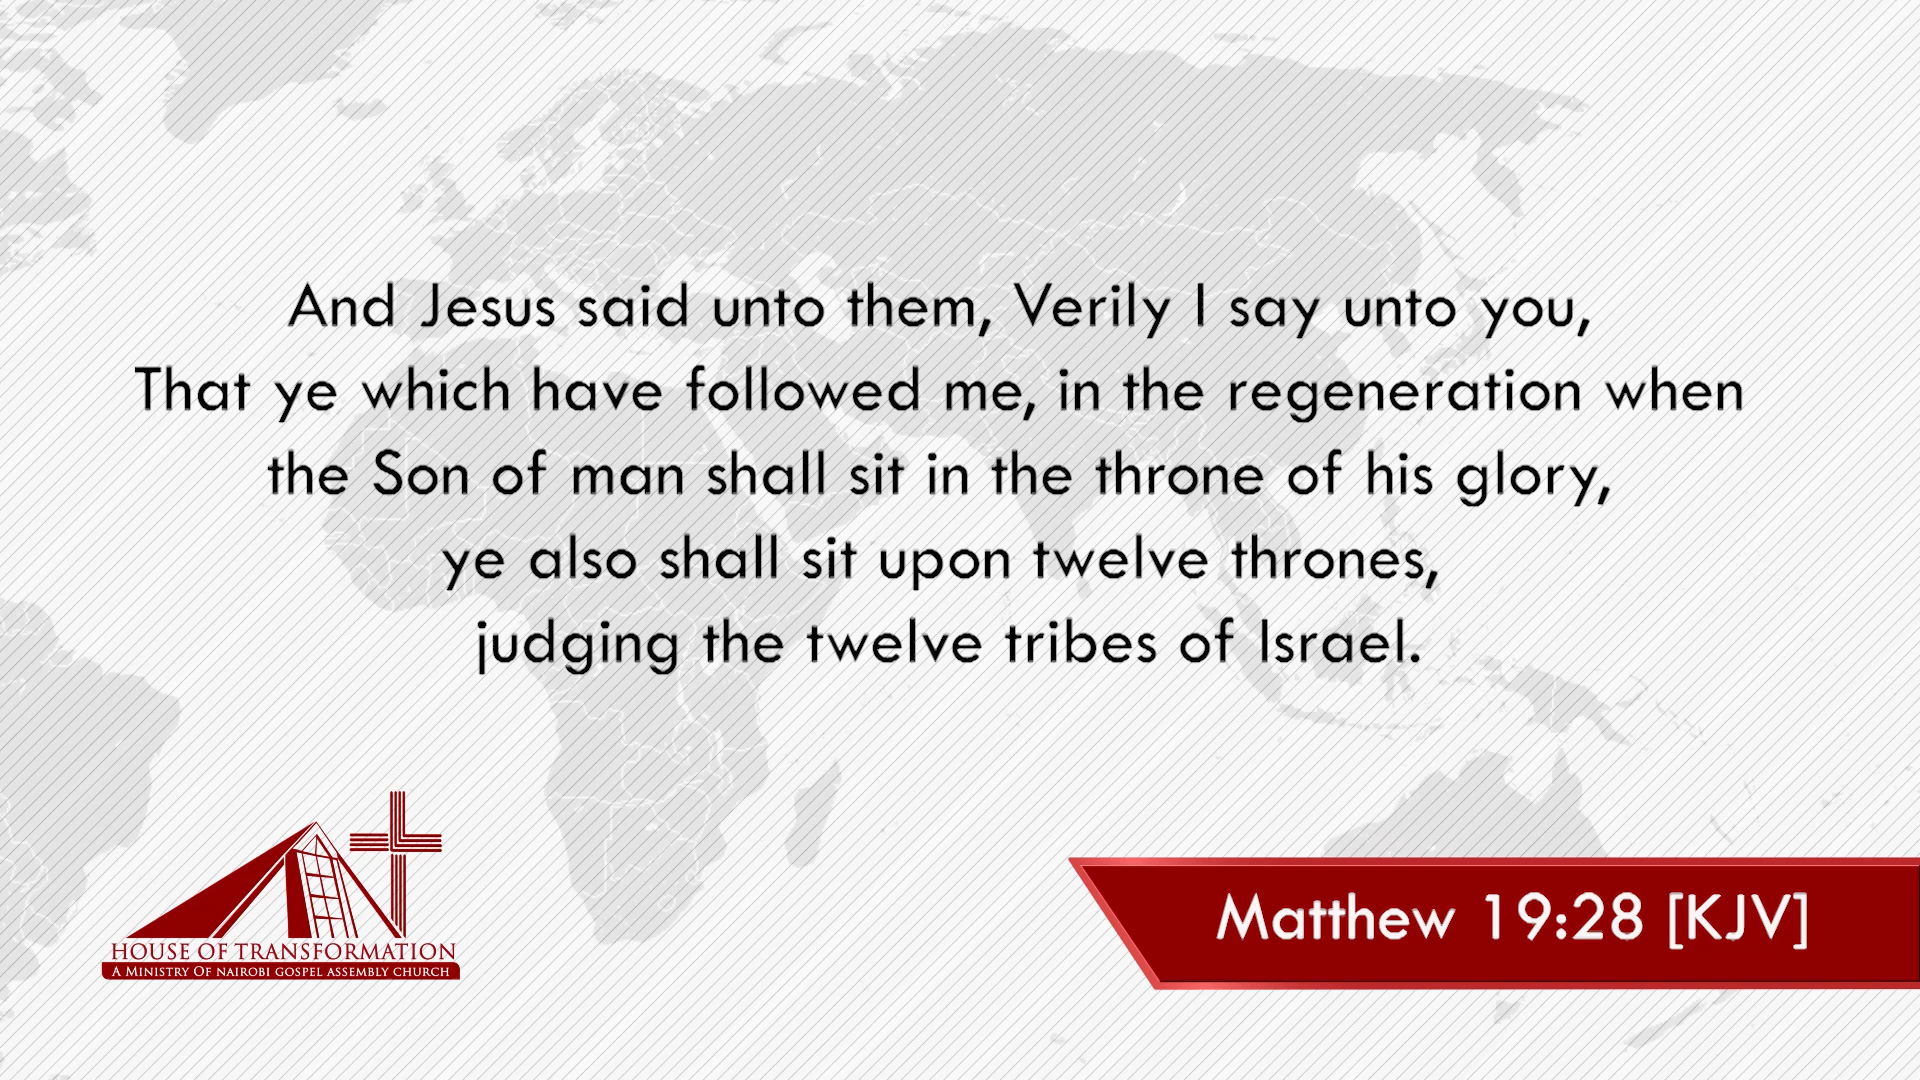 And Jesus said unto them, Verily I say unto you,
That ye which have followed me, in the regeneration when
the Son of man shall sit in the throne of his glory,
ye also shall sit upon twelve thrones,
judging the twelve tribes of Israel.
HOUSE OF TRANSFORMATION
A MINISTRY OF NAIROBI GOSPEL ASSEMBLY CHURCH
Matthew 19:28 [KJV]